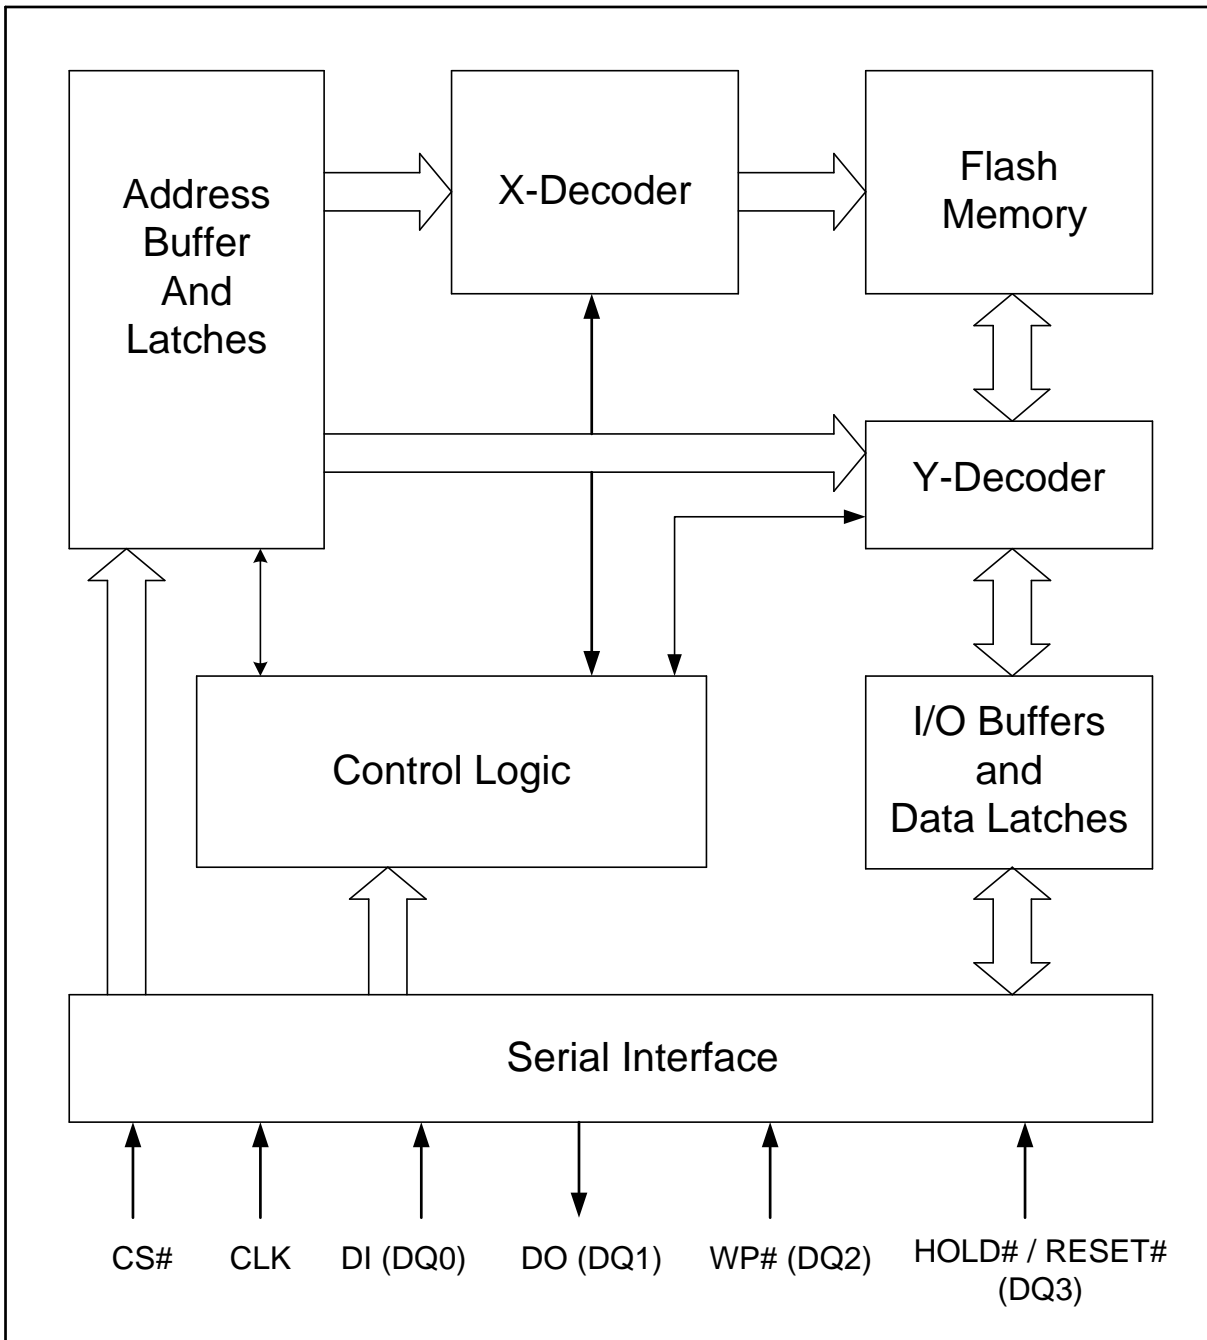 Address
Buffer
And
Latches
X-Decoder
Flash
Memory
Y-Decoder
Control Logic
I/O Buffers
and
Data Latches
Serial Interface
CS#
CLK
DI (DQ0)
DO (DQ1)
WP# (DQ2)
HOLD# / RESET#
(DQ3)